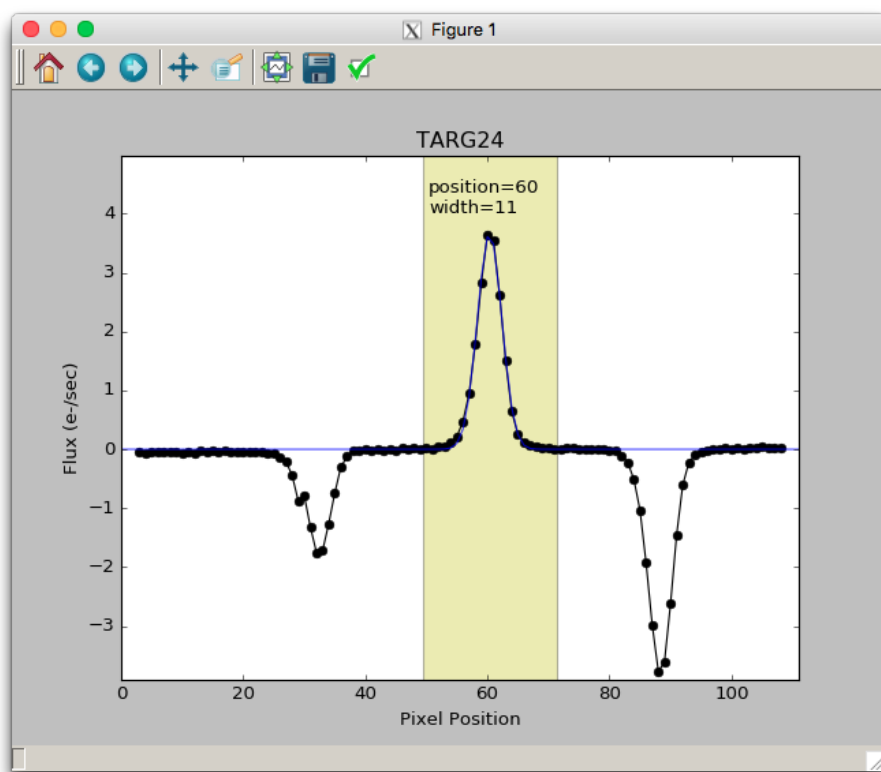 Figure 1
TARG24
position=60
width=11
4
3
2
1
0
−1
−2
−3
Flux (e-/sec)
0 20 40 60 80 100
Pixel Position